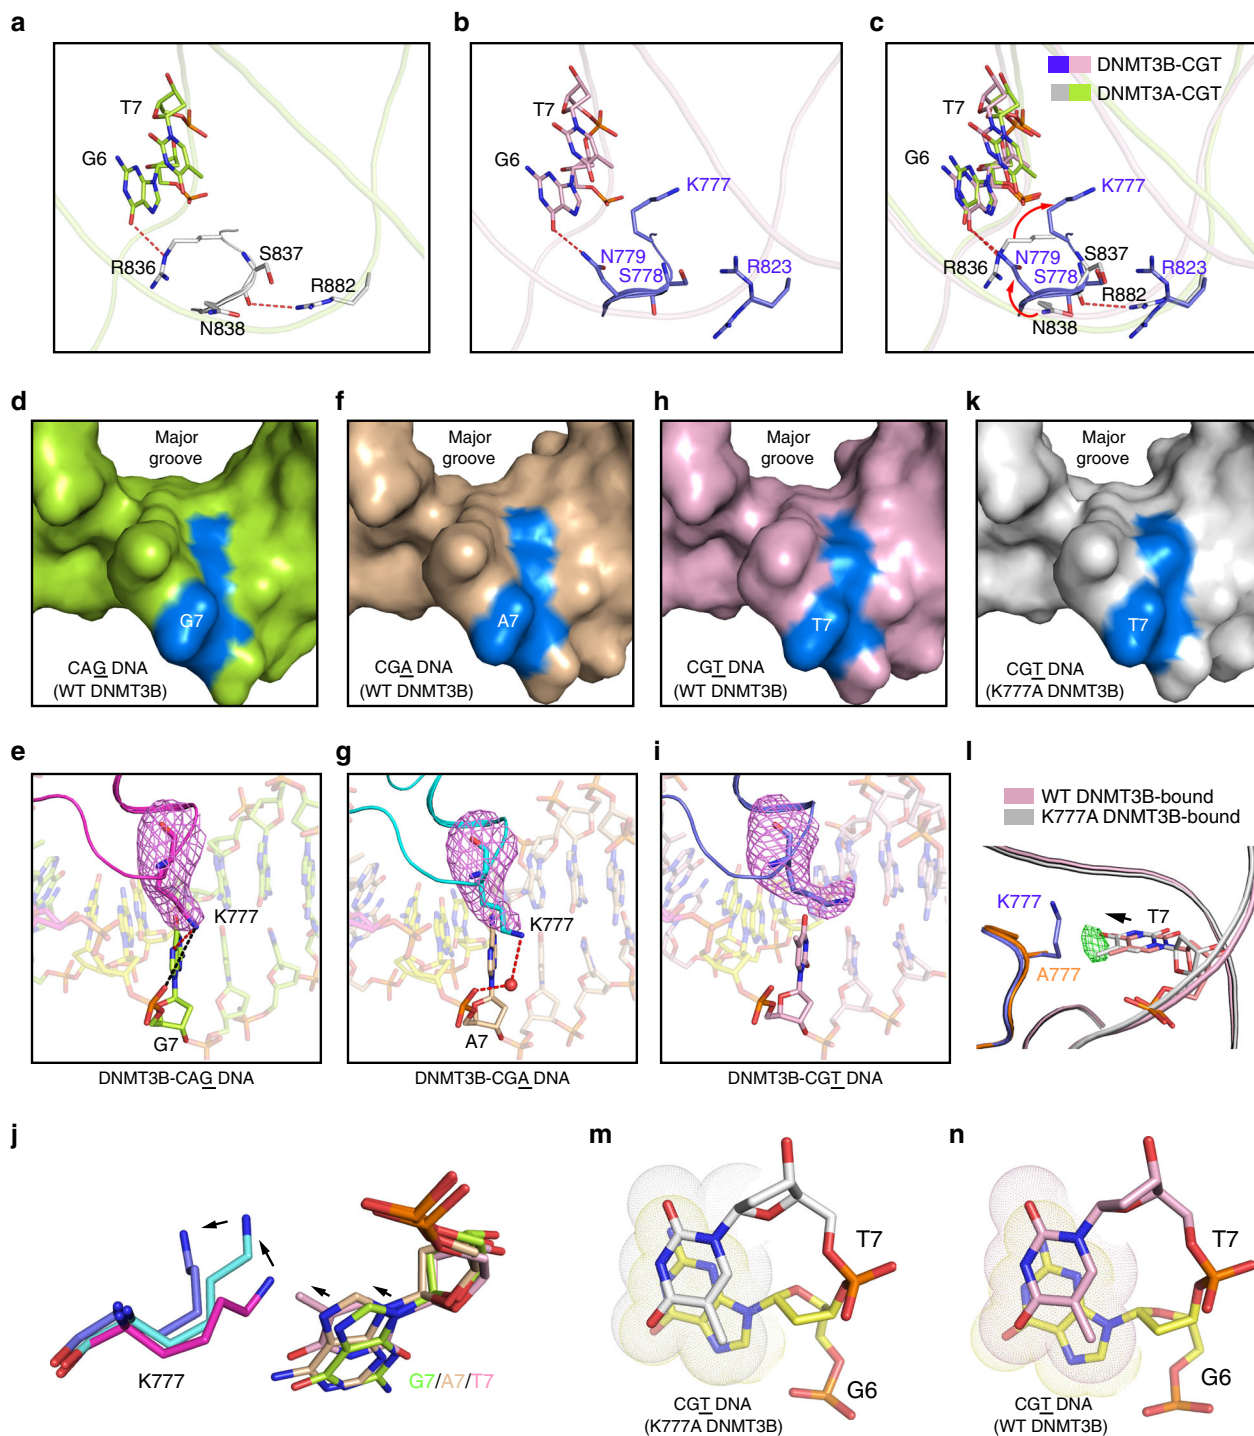 a
T7
G6
R836
S837
R882
N838
b
T7
G6
K777
N779
S778
R823
c
DNMT3B-CGT
DNMT3A-CGT
T7
G6
K777
R836
N779
S837
S778
R823
R882
N838
d
Major
groove
G7
CAG DNA
(WT DNMT3B)
f
Major
groove
A7
CGA DNA
(WT DNMT3B)
h
Major
groove
T7
CGT DNA
(WT DNMT3B)
k
Major
groove
T7
CGT DNA
(K777A DNMT3B)
e
K777
G7
DNMT3B-CAG DNA
g
K777
A7
DNMT3B-CGA DNA
i
DNMT3B-CGT DNA
l
WT DNMT3B-bound
K777A DNMT3B-bound
K777
T7
A777
j
K777
G7/A7/T7
m
T7
G6
CGT DNA
(K777A DNMT3B)
n
T7
G6
CGT DNA
(WT DNMT3B)